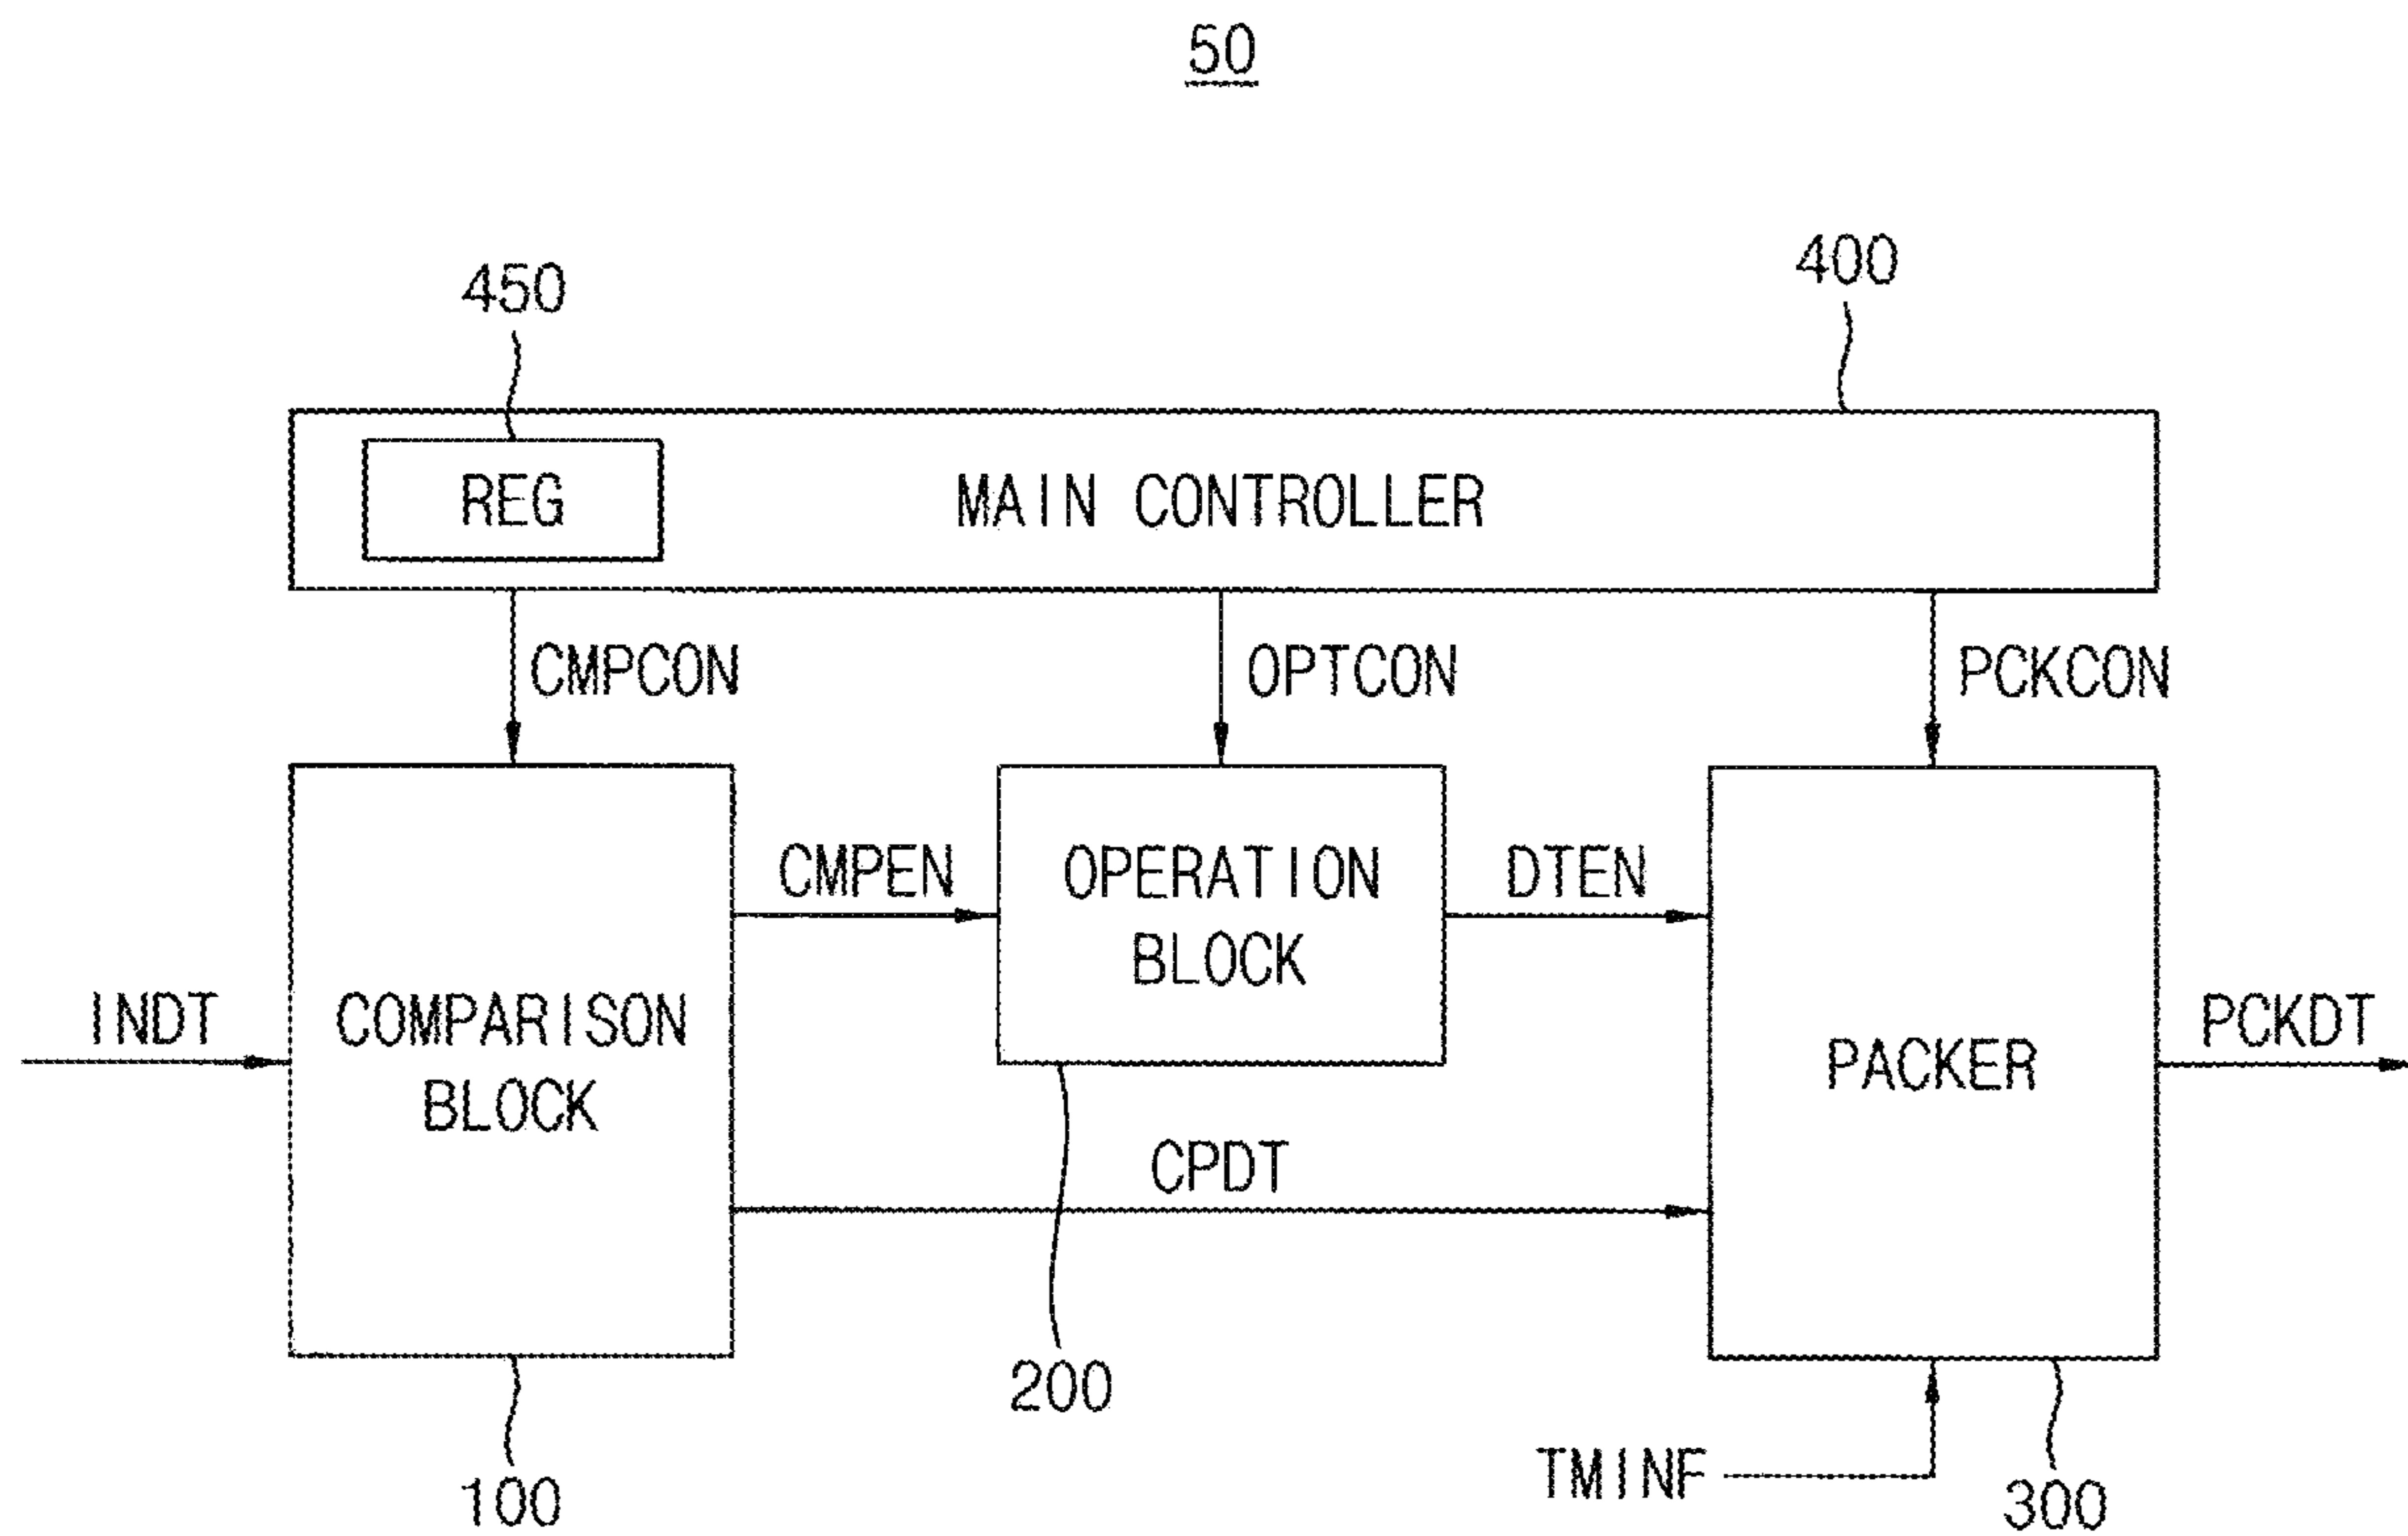 50
450
400
REG
MAIN CONTROLLER
CMPCON
OPTCON
PCKCON
CMPEN
OPERATION
BLOCK
DTEN
INDT
COMPARISON
BLOCK
PACKER
PCKDT
CPDT
200
TMINF
100
300